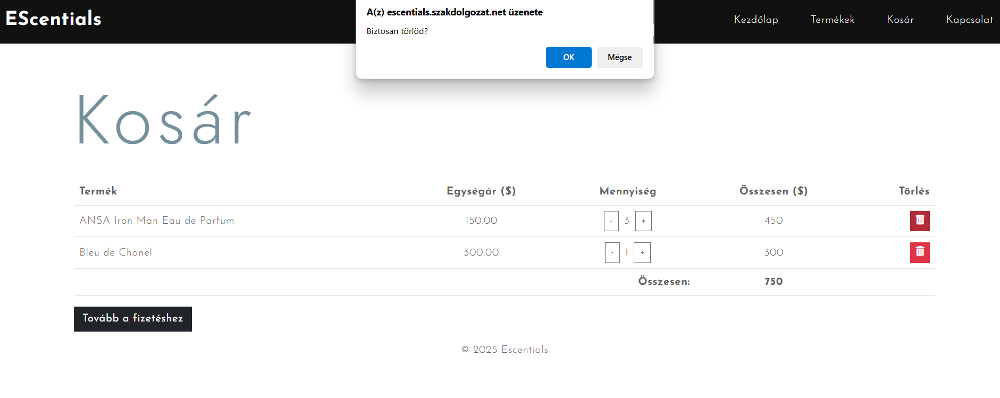 EScentials
Kezdőlap Termékek Kosár Kapcsolat
A(z) escentials.szakdolgozat.net üzenete
Biztosan törlöd?
OK Mégse
Kosár
Termék Egységár ($) Mennyiség Összesen ($) Törlés
ANSA Iron Man Eau de Parfum 150.00 - 3 + 450
Bleu de Chanel 300.00 - 1 + 300
Összesen: 750
Tovább a fizetéshez
© 2025 Escentials